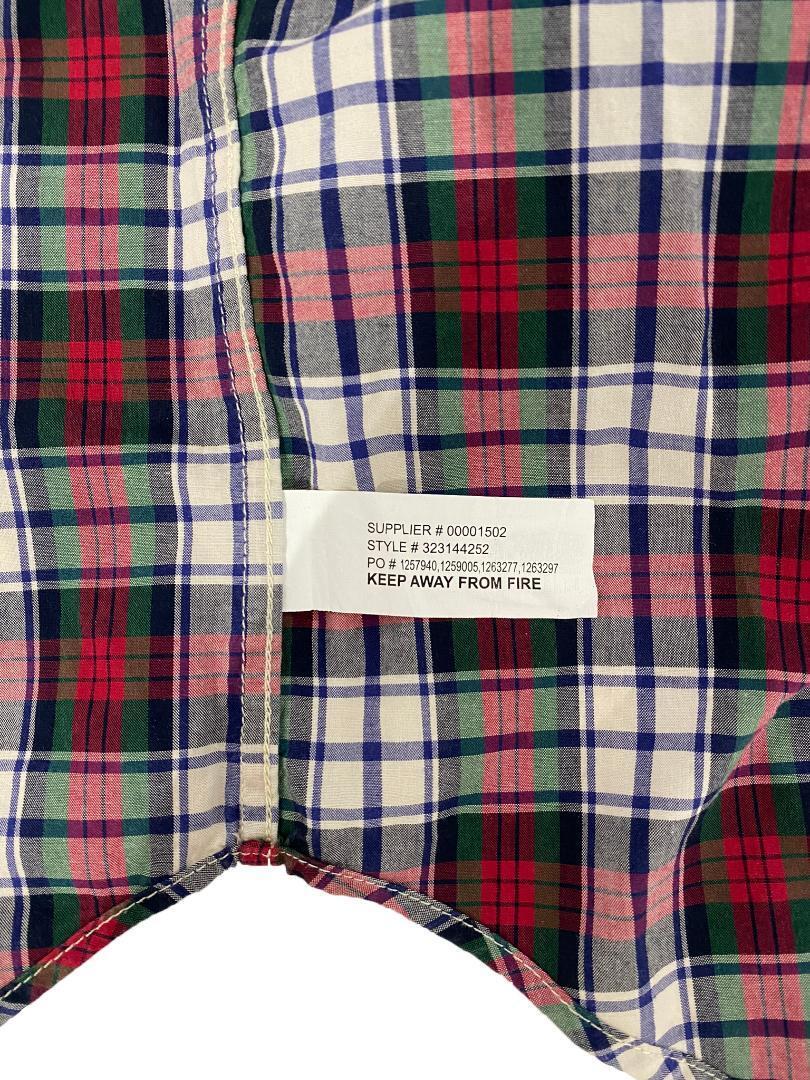 SUPPLIER # 00001502
STYLE # 323144252
PO # 1257940,1259005,1263277,1263297
KEEP AWAY FROM FIRE